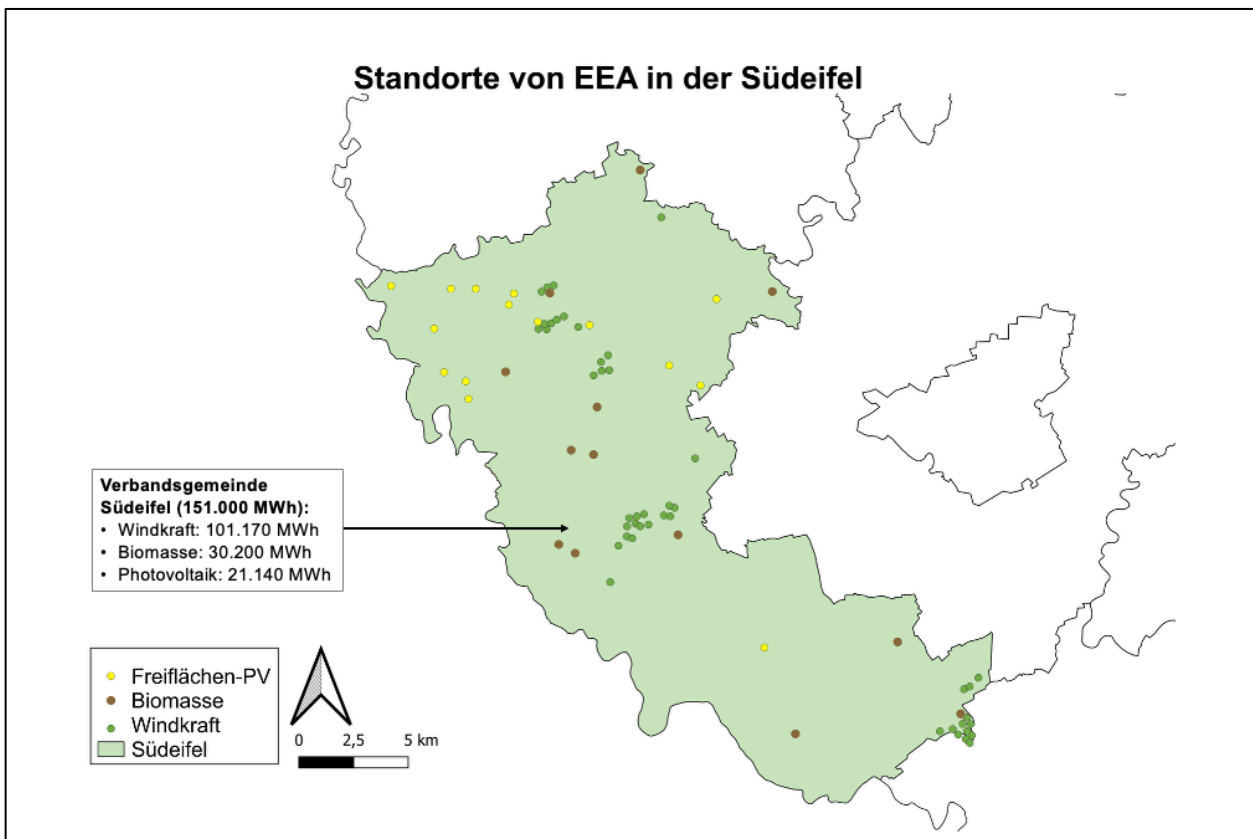 Standorte von EEA in der Südeifel
Verbandsgemeinde
Südeifel (151.000 MWh):
• Windkraft: 101.170 MWh
• Biomasse: 30.200 MWh
• Photovoltaik: 21.140 MWh
Freiflächen-PV
Biomasse
Windkraft
Südeifel
0 2,5 5 km